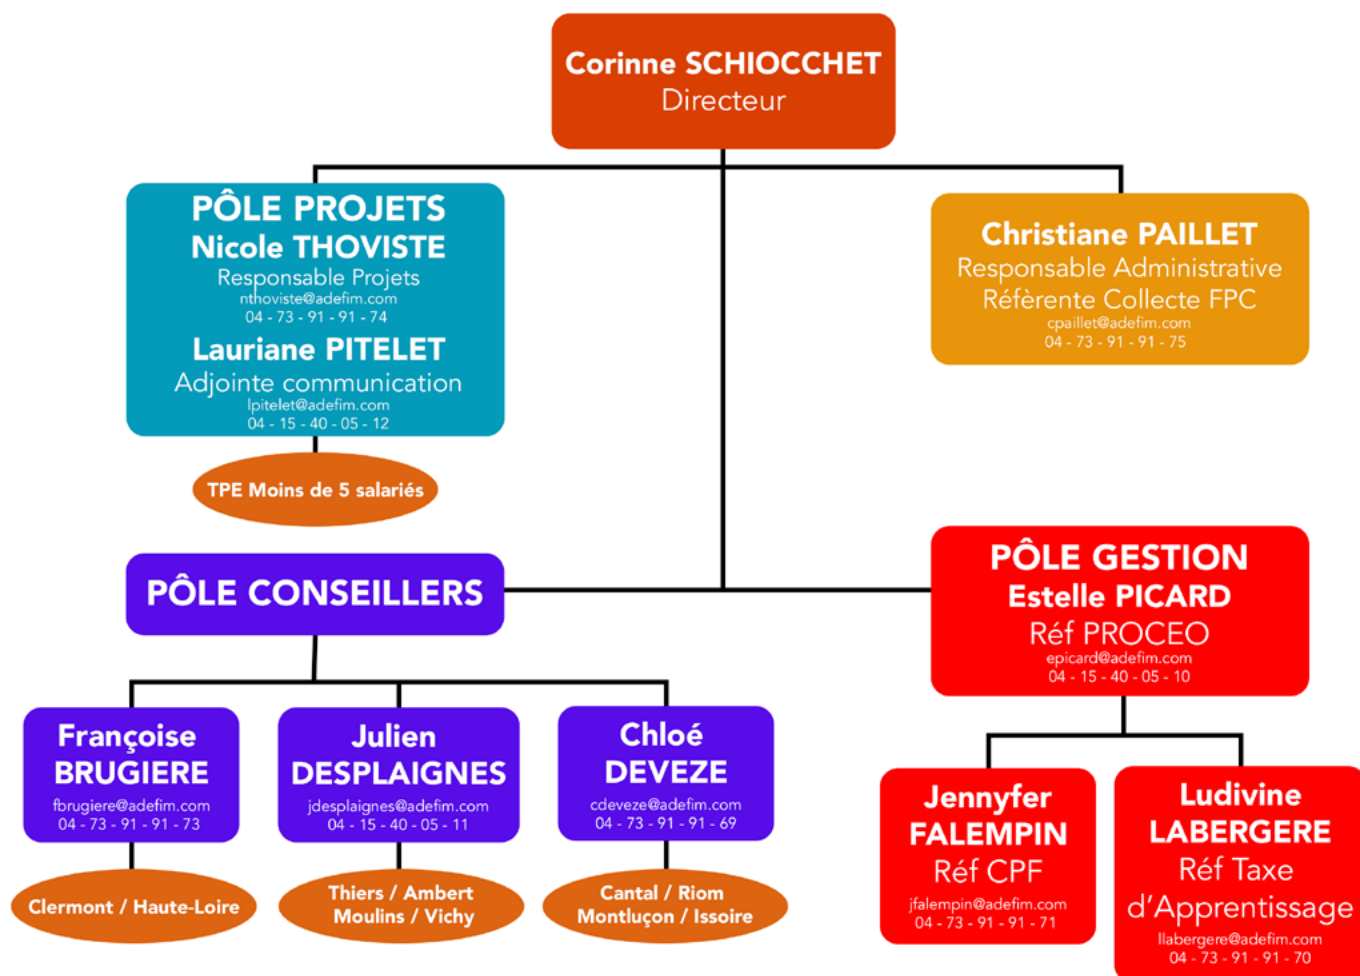 Corinne SCHIOCCHET
Directeur
PÔLE PROJETS
Nicole THOVISTE
Responsable Projets
nthoviste@adefim.com
04 - 73 - 91 - 91 - 74
Lauriane PITELET
Adjointe communication
lpitelet@adefim.com
04 - 15 - 40 - 05 - 12
TPE Moins de 5 salariés
Christiane PAILLET
Responsable Administrative
Réfèrente Collecte FPC
cpaillet@adefim.com
04 - 73 - 91 - 91 - 75
PÔLE CONSEILLERS
Françoise
BRUGIERE
fbrugiere@adefim.com
04 - 73 - 91 - 91 - 73
Clermont / Haute-Loire
Julien
DESPLAIGNES
jdesplaignes@adefim.com
04 - 15 - 40 - 05 - 11
Thiers / Ambert
Moulins / Vichy
Chloé
DEVEZE
cdeveze@adefim.com
04 - 73 - 91 - 91 - 69
Cantal / Riom
Montluçon / Issoire
PÔLE GESTION
Estelle PICARD
Réf PROCEO
epicard@adefim.com
04 - 15 - 40 - 05 - 10
Jennyfer
FALEMPIN
Réf CPF
jfalempin@adefim.com
04 - 73 - 91 - 91 - 71
Ludivine
LABERGERE
Réf Taxe
d'Apprentissage
llabergere@adefim.com
04 - 73 - 91 - 91 - 70